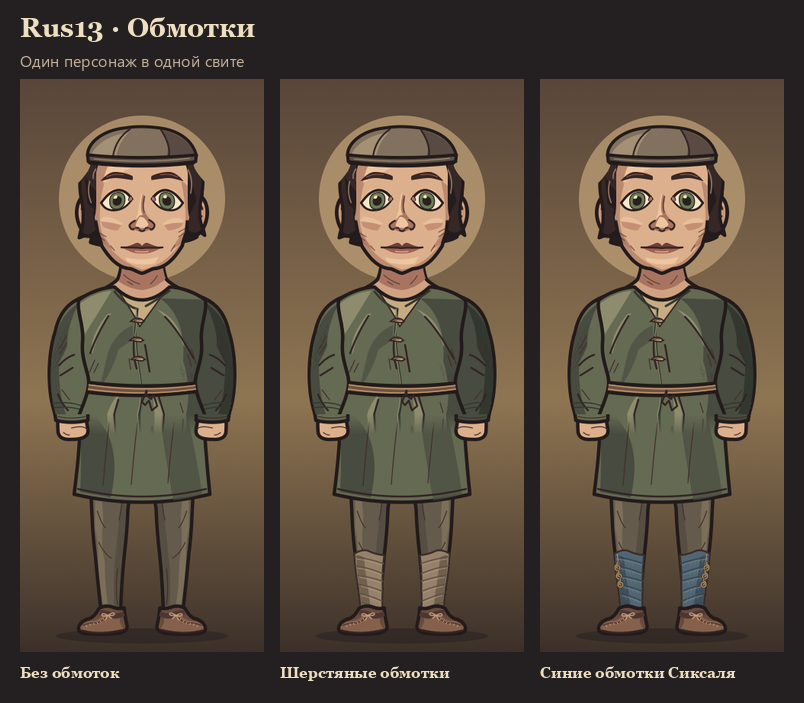 Rus13 · Обмотки
Один персонаж в одной свите
Без обмоток
Шерстяные обмотки
Синие обмотки Сиксаля